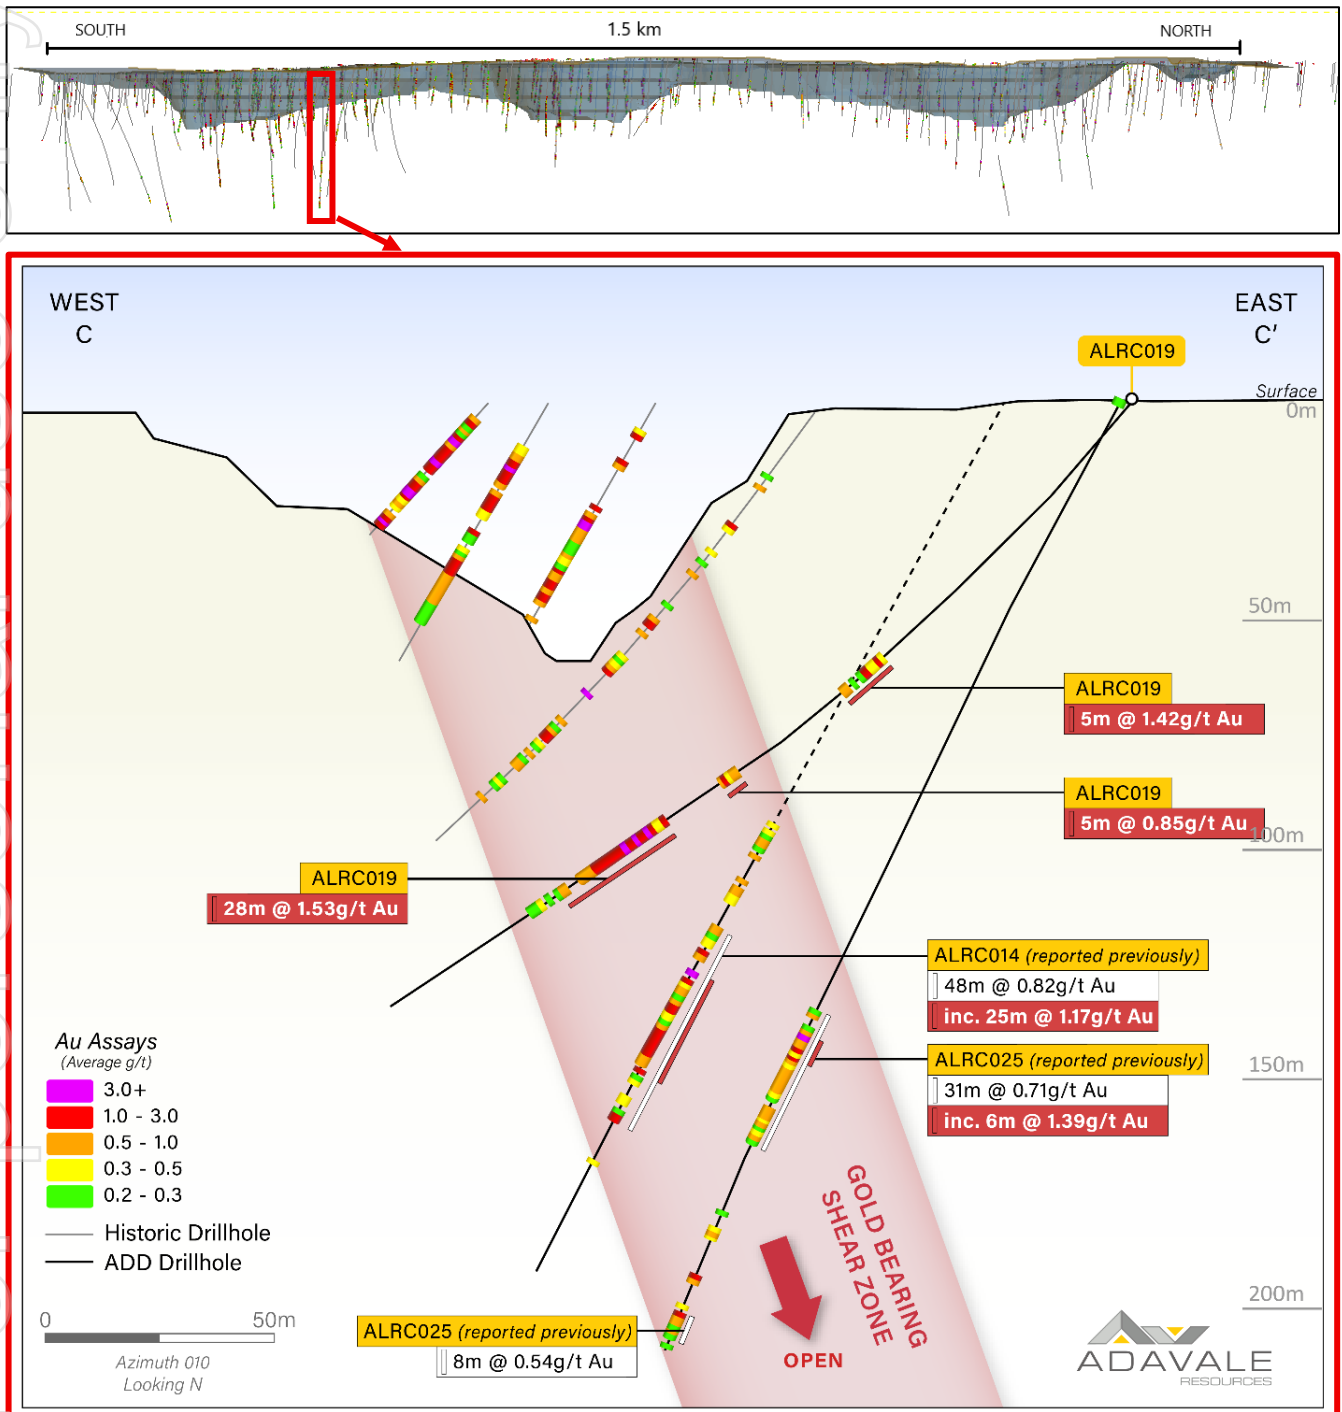 SOUTH
1.5 km
NORTH
WEST
C
EAST
C'
ALRC019
Surface
0m
50m
ALRC019
5m @ 1.42g/t Au
ALRC019
5m @ 0.85g/t Au
100m
ALRC019
28m @ 1.53g/t Au
ALRC014 (reported previously)
48m @ 0.82g/t Au
inc. 25m @ 1.17g/t Au
ALRC025 (reported previously)
31m @ 0.71g/t Au
inc. 6m @ 1.39g/t Au
150m
Au Assays
(Average g/t)
3.0+
1.0 - 3.0
0.5 - 1.0
0.3 - 0.5
0.2 - 0.3
Historic Drillhole
ADD Drillhole
0
50m
Azimuth 010
Looking N
GOLD BEARING
SHEAR ZONE
OPEN
200m
ALRC025 (reported previously)
8m @ 0.54g/t Au
ADAVALE
RESOURCES